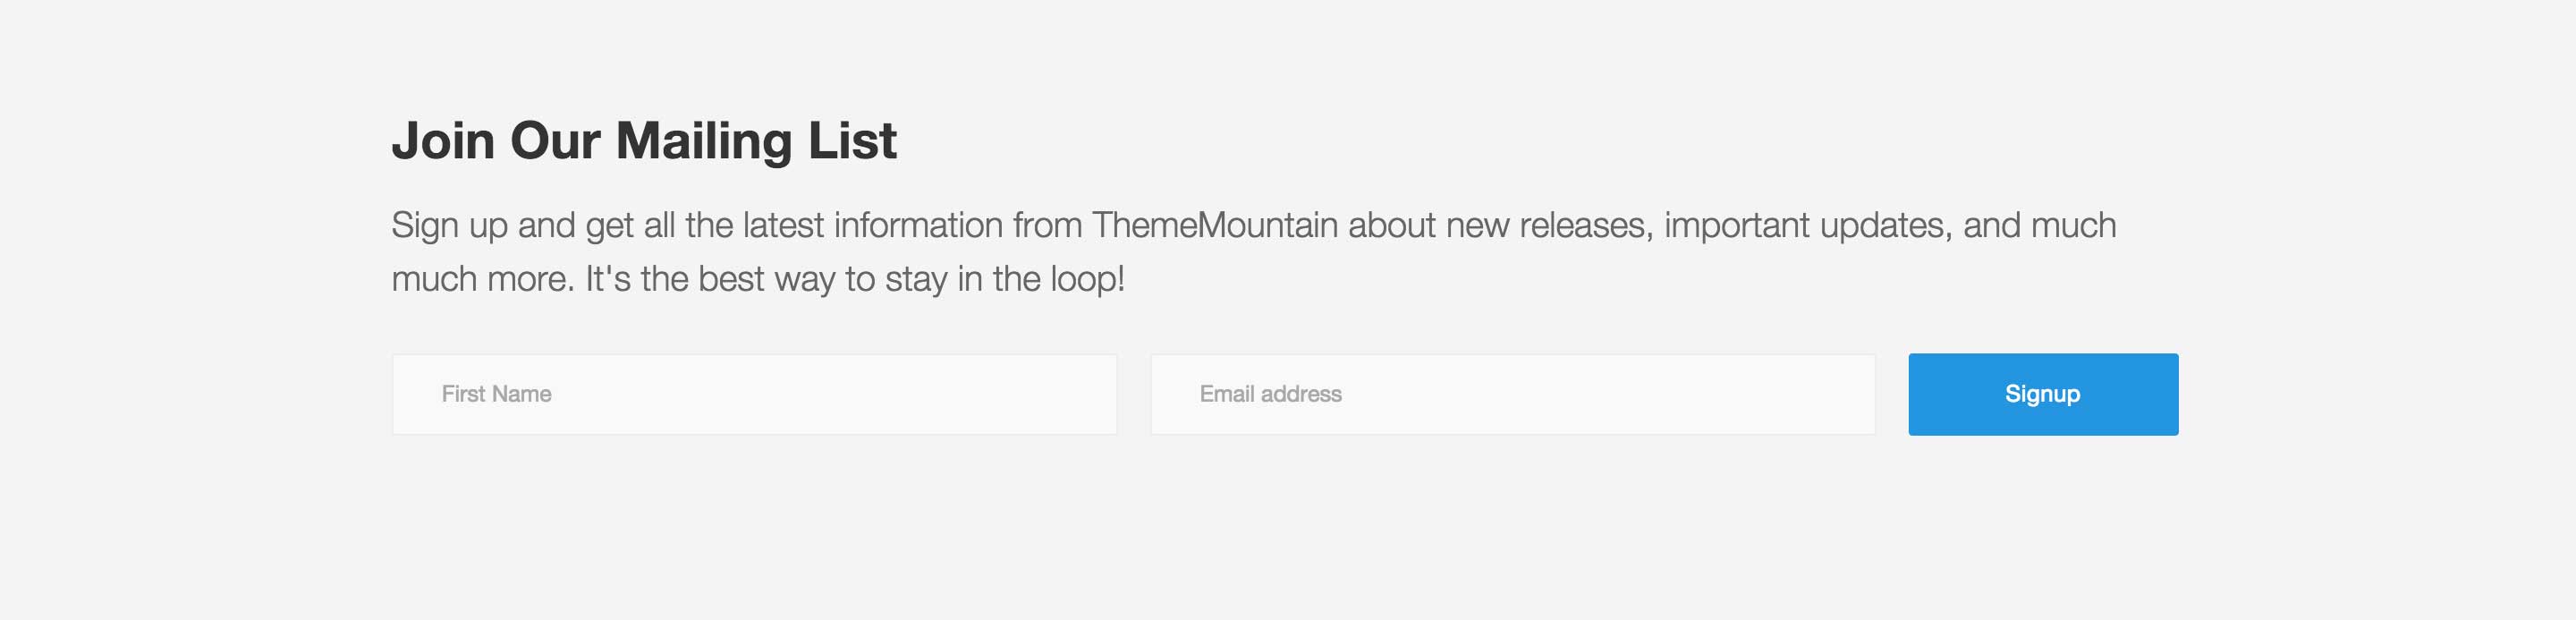 Join Our Mailing List
Sign up and get all the latest information from ThemeMountain about new releases, important updates, and much
much more. It's the best way to stay in the loop!
First Name
Email address
Signup